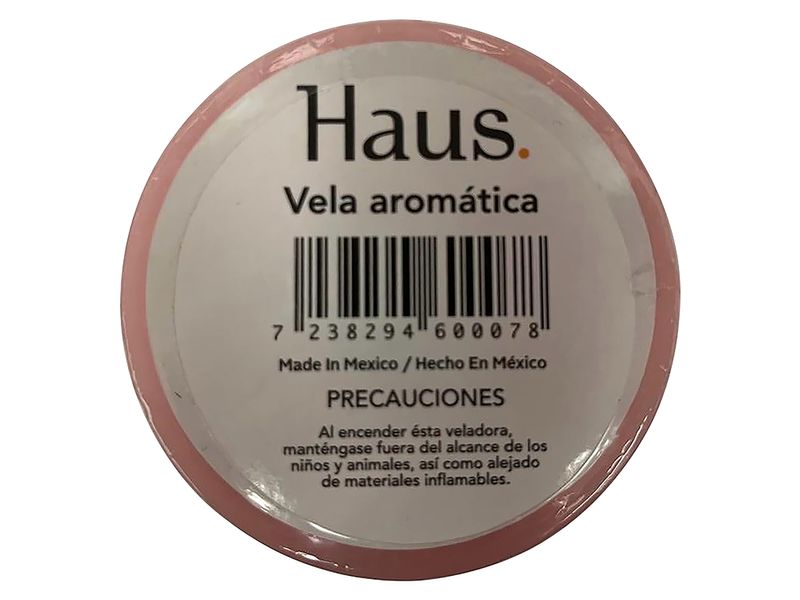 Haus.
Vela aromática
7 238294 600078
Made In Mexico / Hecho En México
PRECAUCIONES
Al encender ésta veladora,
manténgase fuera del alcance de los
niños y animales, así como alejado
de materiales inflamables.